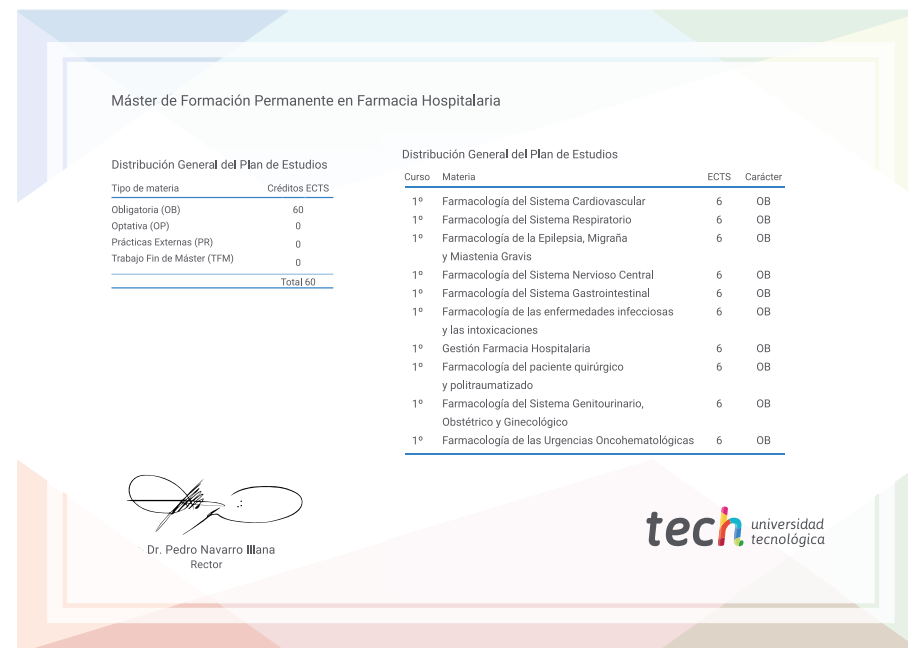 Máster de Formación Permanente en Farmacia Hospitalaria
Distribución General del Plan de Estudios
Tipo de materia Créditos ECTS
Obligatoria (OB) 60
Optativa (OP) 0
Prácticas Externas (PR) 0
Trabajo Fin de Máster (TFM) 0
Total 60
Distribución General del Plan de Estudios
Curso Materia ECTS Carácter
1º Farmacología del Sistema Cardiovascular 6 OB
1º Farmacología del Sistema Respiratorio 6 OB
1º Farmacología de la Epilepsia, Migraña 6 OB
y Miastenia Gravis
1º Farmacología del Sistema Nervioso Central 6 OB
1º Farmacología del Sistema Gastrointestinal 6 OB
1º Farmacología de las enfermedades infecciosas 6 OB
y las intoxicaciones
1º Gestión Farmacia Hospitalaria 6 OB
1º Farmacología del paciente quirúrgico 6 OB
y politraumatizado
1º Farmacología del Sistema Genitourinario, 6 OB
Obstétrico y Ginecológico
1º Farmacología de las Urgencias Oncohematológicas 6 OB
Dr. Pedro Navarro Illana
Rector
tech universidad
tecnológica